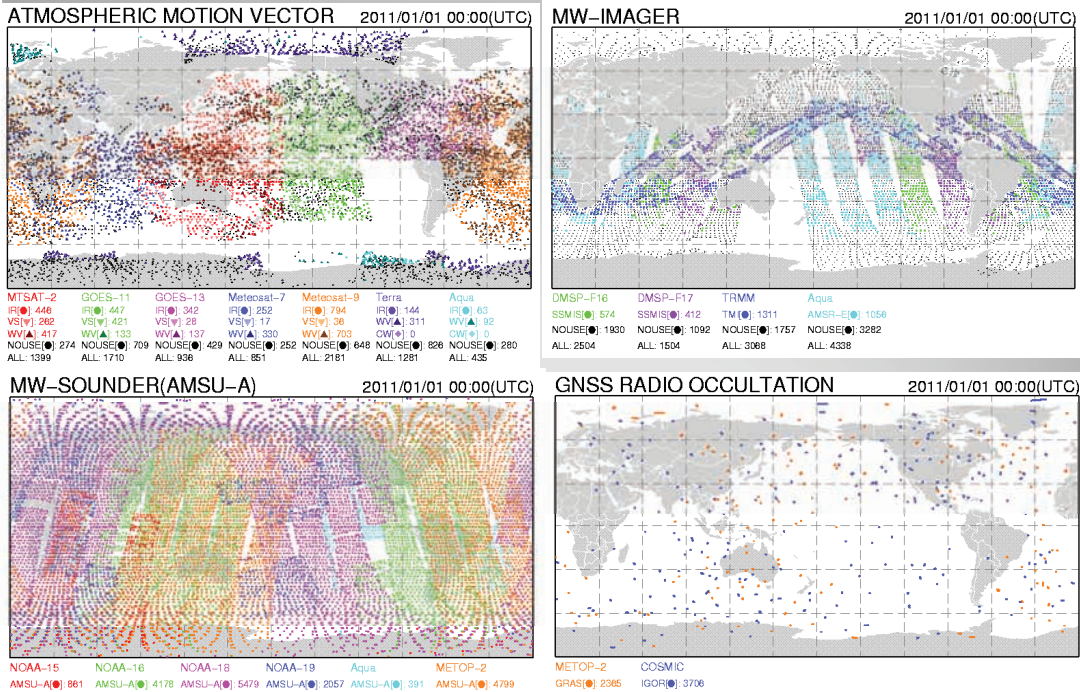 ATMOSPHERIC MOTION VECTOR 2011/01/01 00:00(UTC)
MTSAT-2 GOES-11 GOES-13 Meteosat-7 Meteosat-9 Terra Aqua
IR[●]: 446 IR[●]: 447 IR[●]: 342 IR[●]: 252 IR[●]: 794 IR[●]: 144 IR[●]: 63
VS[▼]: 262 VS[▼]: 421 VS[▼]: 28 VS[▼]: 17 VS[▼]: 36 WV[▲]: 311 WV[▲]: 92
WV[▲]: 417 WV[▲]: 133 WV[▲]: 137 WV[▲]: 330 WV[▲]: 703 CW[◆]: 0 CW[◆]: 0
NOUSE[●]: 274 NOUSE[●]: 709 NOUSE[●]: 429 NOUSE[●]: 252 NOUSE[●]: 648 NOUSE[●]: 826 NOUSE[●]: 280
ALL: 1399 ALL: 1710 ALL: 936 ALL: 851 ALL: 2181 ALL: 1281 ALL: 435
MW-IMAGER 2011/01/01 00:00(UTC)
DMSP-F16 DMSP-F17 TRMM Aqua
SSMIS[●]: 574 SSMIS[●]: 412 TMI[●]: 1311 AMSR-E[●]: 1056
NOUSE[●]: 1930 NOUSE[●]: 1092 NOUSE[●]: 1757 NOUSE[●]: 3282
ALL: 2504 ALL: 1504 ALL: 3068 ALL: 4338
MW-SOUNDER(AMSU-A) 2011/01/01 00:00(UTC)
NOAA-15 NOAA-16 NOAA-18 NOAA-19 Aqua METOP-2
AMSU-A[●]: 861 AMSU-A[●]: 4178 AMSU-A[●]: 5479 AMSU-A[●]: 2057 AMSU-A[●]: 391 AMSU-A[●]: 4799
GNSS RADIO OCCULTATION 2011/01/01 00:00(UTC)
METOP-2 COSMIC
GRAS[●]: 2365 IGOR[●]: 3706